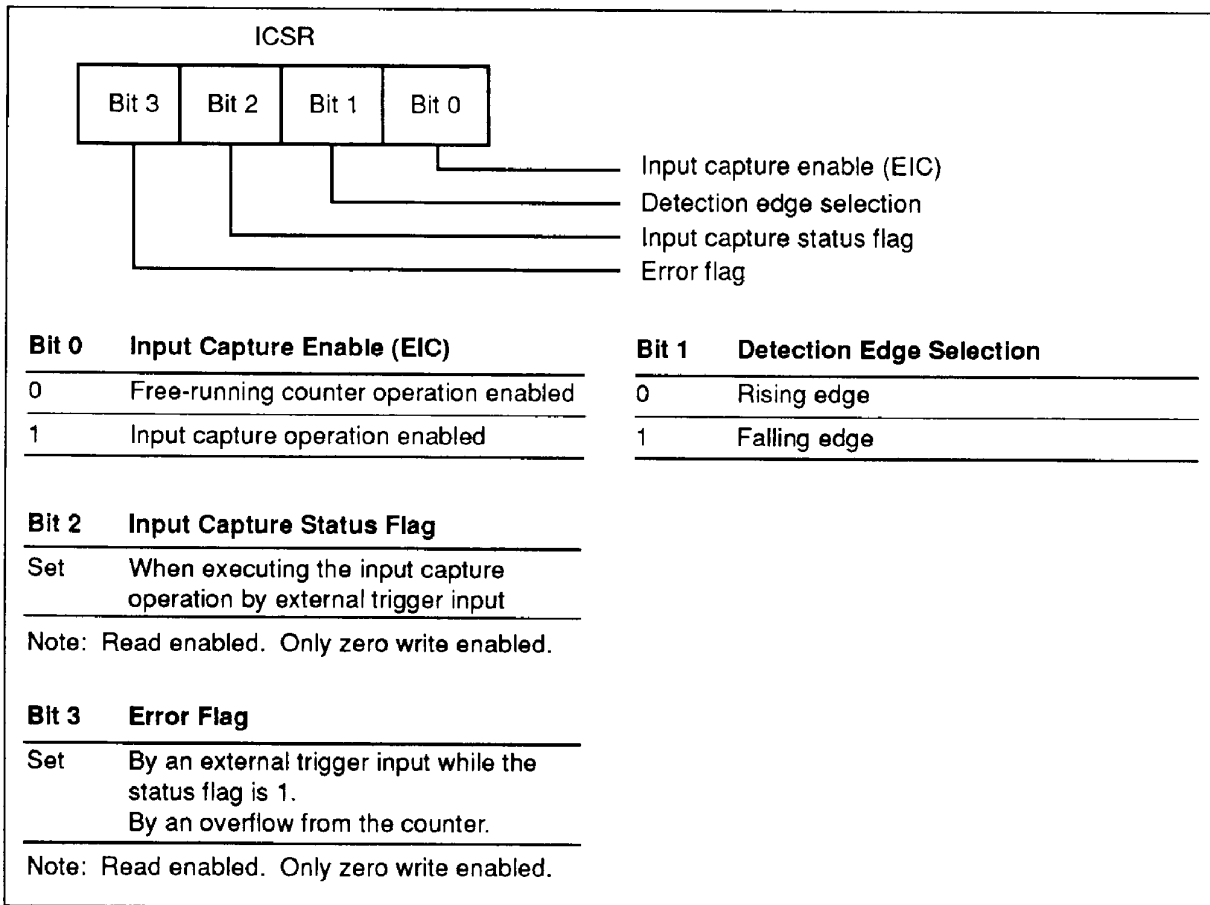 ICSR
Bit 3 Bit 2 Bit 1 Bit 0
Input capture enable (EIC)
Detection edge selection
Input capture status flag
Error flag
Bit 0 Input Capture Enable (EIC)
0 Free-running counter operation enabled
1 Input capture operation enabled
Bit 1 Detection Edge Selection
0 Rising edge
1 Falling edge
Bit 2 Input Capture Status Flag
Set When executing the input capture
operation by external trigger input
Note: Read enabled. Only zero write enabled.
Bit 3 Error Flag
Set By an external trigger input while the
status flag is 1.
By an overflow from the counter.
Note: Read enabled. Only zero write enabled.